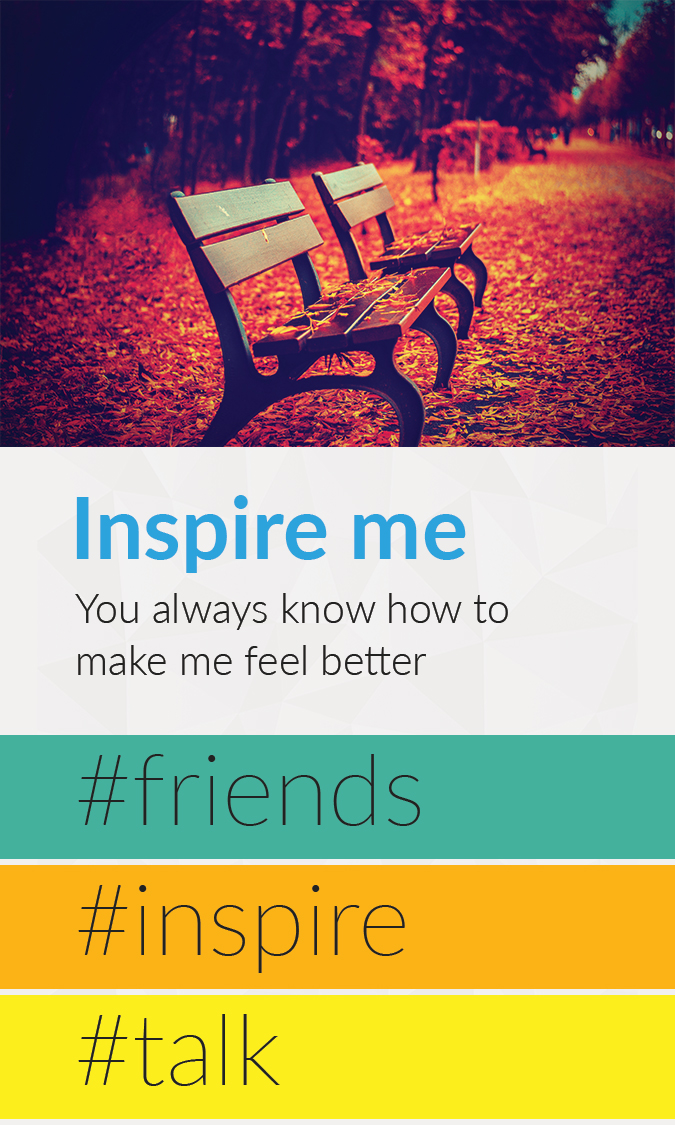 Inspire me
You always know how to
make me feel better
#friends
#inspire
#talk